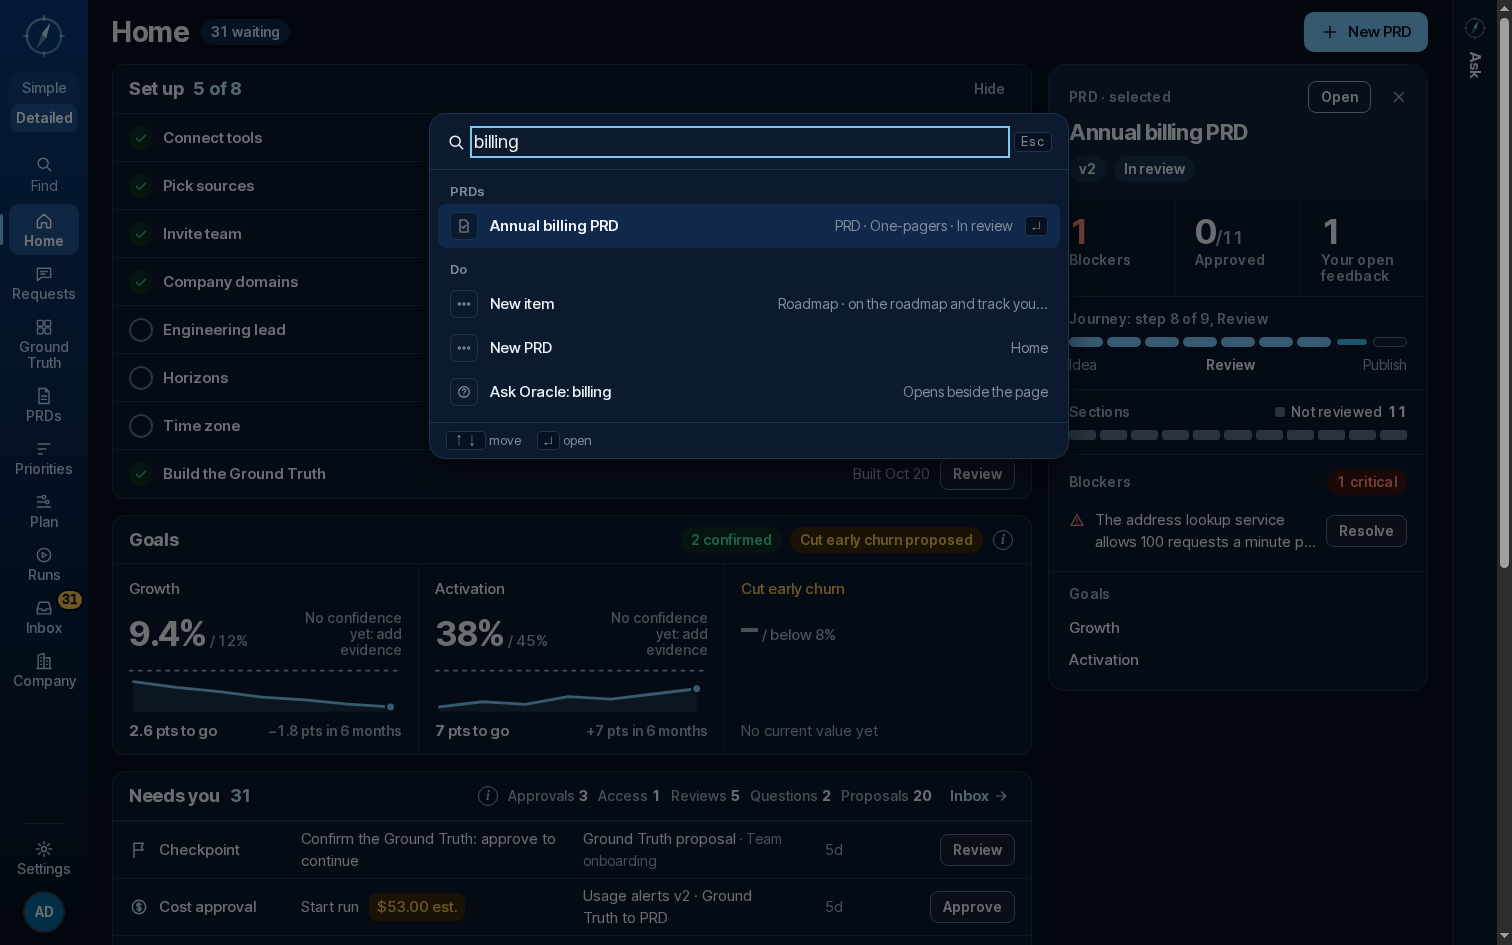 Simple
Detailed
Find
Home
Requests
Ground
Truth
PRDs
Priorities
Plan
Runs
31
Inbox
Company
Settings
AD
Home 31 waiting
New PRD
Set up 5 of 8
Hide
Connect tools
Pick sources
Invite team
Company domains
Engineering lead
Horizons
Time zone
Build the Ground Truth
Built Oct 20
Review
billing
Esc
PRDs
Annual billing PRD
PRD · One-pagers · In review
Do
New item
Roadmap · on the roadmap and track you...
New PRD
Home
Ask Oracle: billing
Opens beside the page
↑ ↓ move
open
Goals
2 confirmed
Cut early churn proposed
i
Growth
9.4% / 12%
No confidence
yet: add
evidence
2.6 pts to go
−1.8 pts in 6 months
Activation
38% / 45%
No confidence
yet: add
evidence
7 pts to go
+7 pts in 6 months
Cut early churn
– / below 8%
No current value yet
Needs you 31
i
Approvals 3
Access 1
Reviews 5
Questions 2
Proposals 20
Inbox →
Checkpoint
Confirm the Ground Truth: approve to
continue
Ground Truth proposal · Team
onboarding
5d
Review
Cost approval
Start run $53.00 est.
Usage alerts v2 · Ground
Truth to PRD
5d
Approve
PRD · selected
Open
Annual billing PRD
v2
In review
1
Blockers
0/11
Approved
1
Your open
feedback
Journey: step 8 of 9, Review
Idea
Review
Publish
Sections
Not reviewed 11
Blockers
1 critical
The address lookup service
allows 100 requests a minute p...
Resolve
Goals
Growth
Activation
Ask